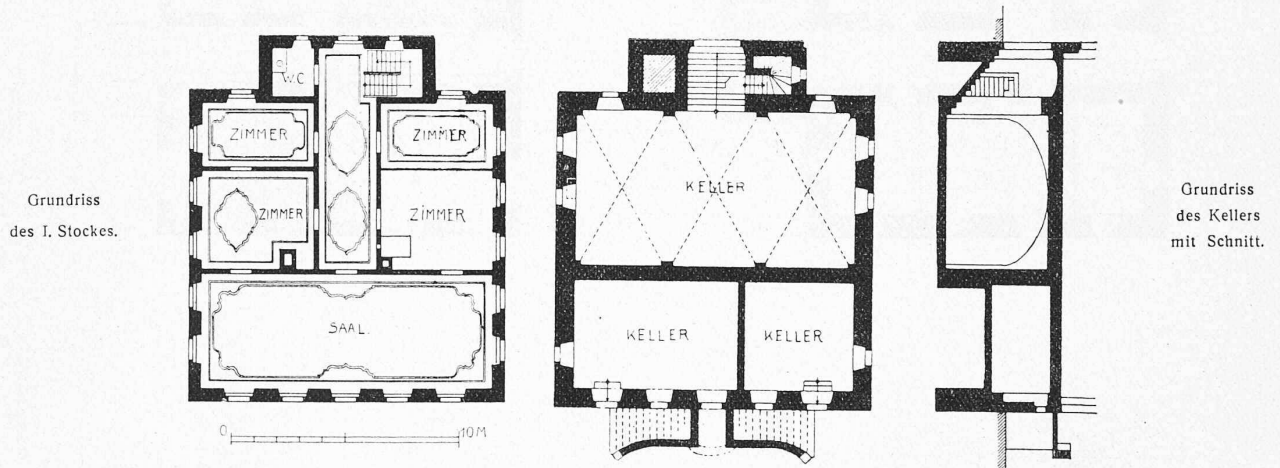 Grundriss
des I. Stockes.
W.C
ZIMMER
ZIMMER
ZIMMER
ZIMMER
SAAL.
0
10 M
KELLER
KELLER
KELLER
Grundriss
des Kellers
mit Schnitt.